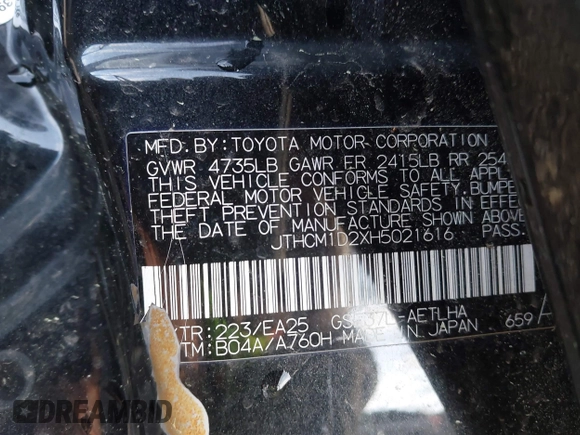 MFD. BY: TOYOTA MOTOR CORPORATION
GVWR 4735LB GAWR FR 2415LB RR 254
THIS VEHICLE CONFORMS TO ALL APPL
FEDERAL MOTOR VEHICLE SAFETY, BUMPE
THEFT PREVENTION STANDARDS IN EFFE
DATE OF MANUFACTURE SHOWN ABOVE
JTHCM1D2XH5021616 PASS.
TR: 223/EA25 AETLHA 659
TM: B04A/A760H MADE IN JAPAN
DREAMBID